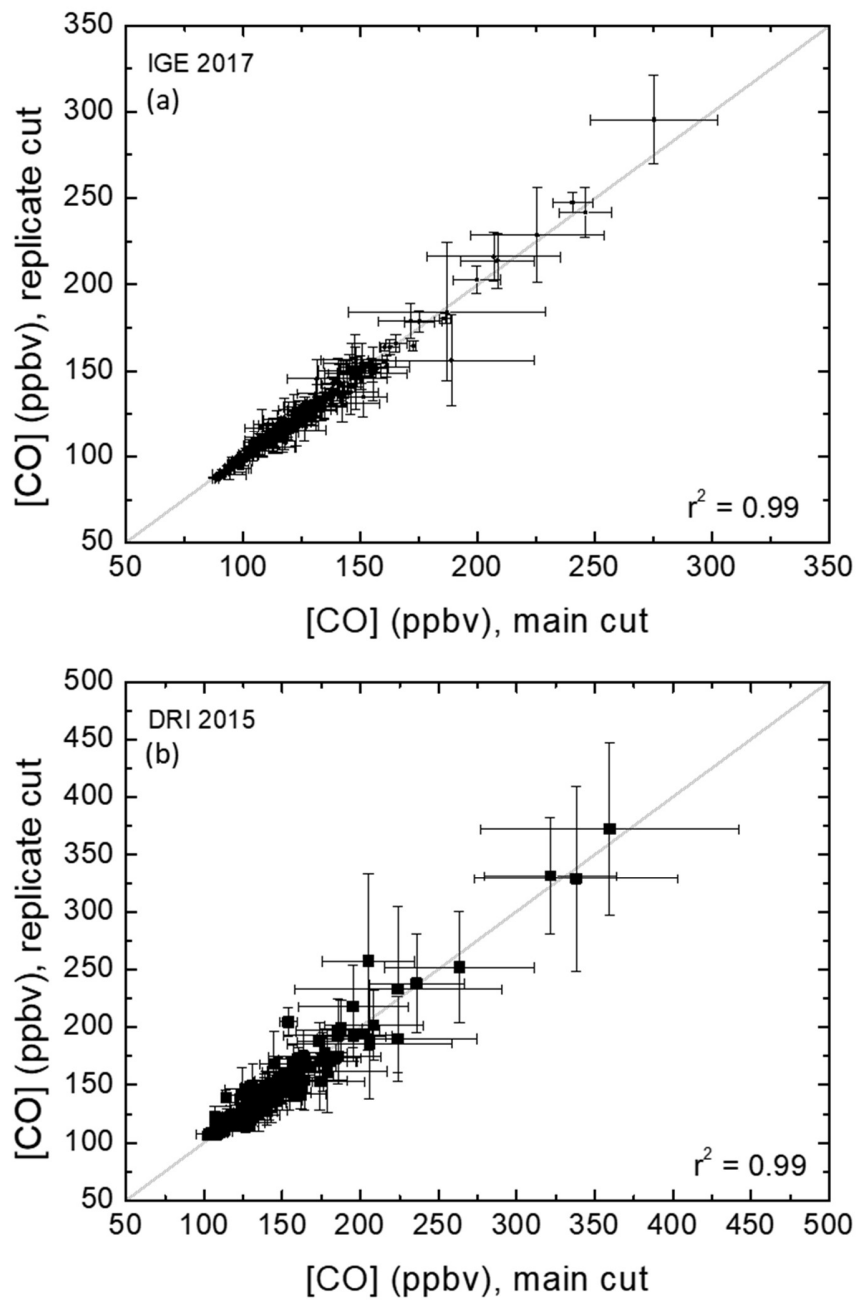 350
300
250
200
150
100
50
[CO] (ppbv), replicate cut
IGE 2017
(a)
r² = 0.99
50 100 150 200 250 300 350
[CO] (ppbv), main cut
500
450
400
350
300
250
200
150
100
50
[CO] (ppbv), replicate cut
DRI 2015
(b)
r² = 0.99
50 100 150 200 250 300 350 400 450 500
[CO] (ppbv), main cut